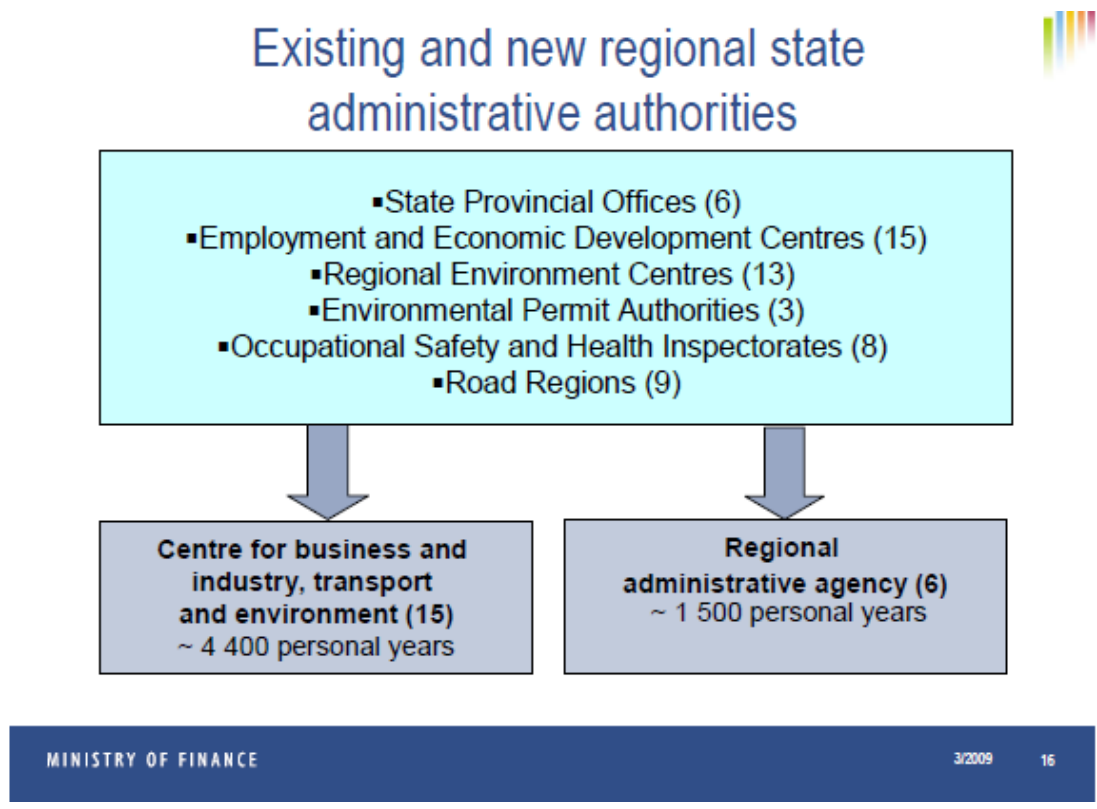 Existing and new regional state
administrative authorities
▪State Provincial Offices (6)
▪Employment and Economic Development Centres (15)
▪Regional Environment Centres (13)
▪Environmental Permit Authorities (3)
▪Occupational Safety and Health Inspectorates (8)
▪Road Regions (9)
Centre for business and
industry, transport
and environment (15)
~ 4 400 personal years
Regional
administrative agency (6)
~ 1 500 personal years
MINISTRY OF FINANCE
3/2009
16